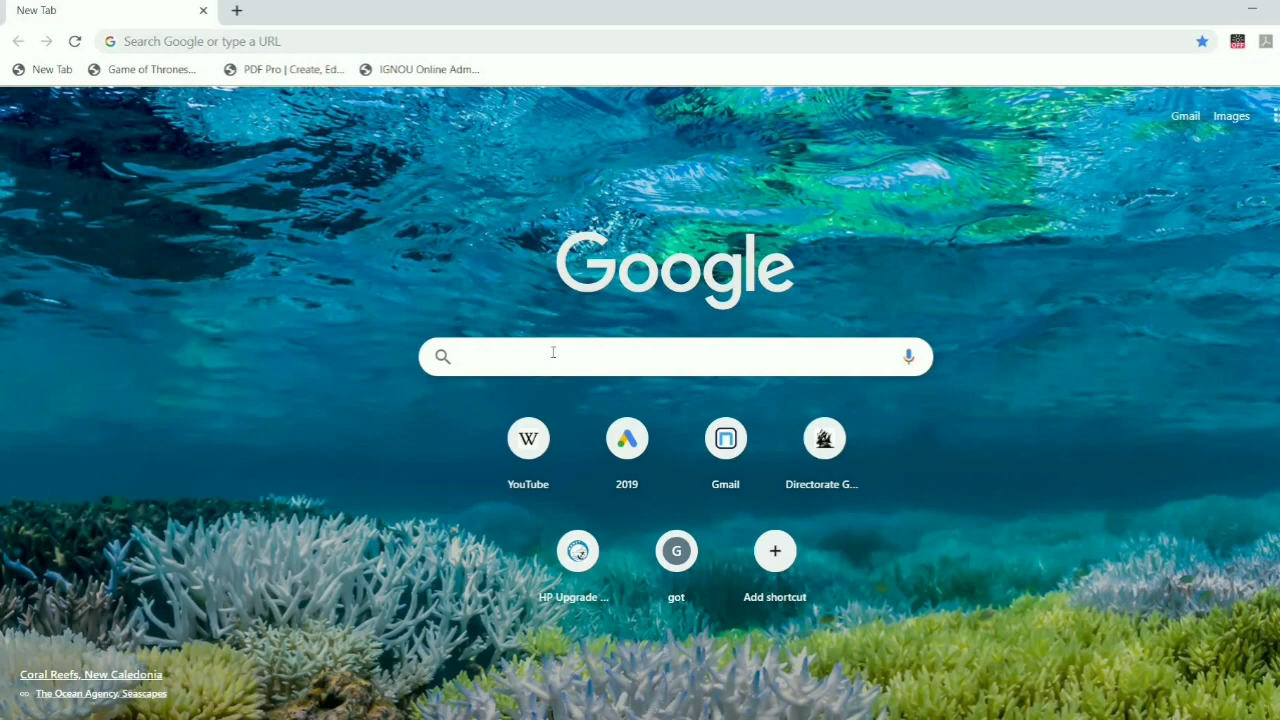 New Tab
Search Google or type a URL
New Tab Game of Thrones... PDF Pro | Create, Ed... IGNOU Online Adm...
OFF
Gmail Images
Google
W
YouTube 2019 Gmail Directorate G...
G
HP Upgrade ... got Add shortcut
Coral Reefs, New Caledonia
The Ocean Agency, Seascapes